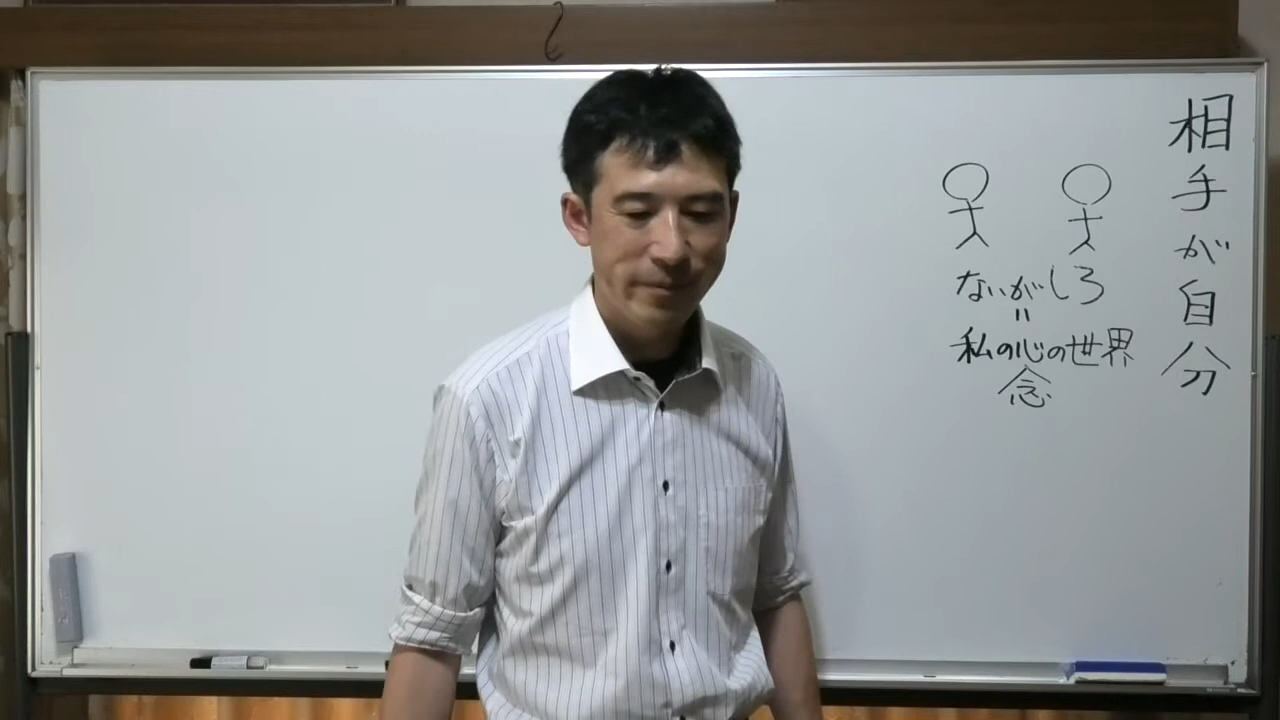 相手が自分
ないがしろ
=
私の心の世界
念